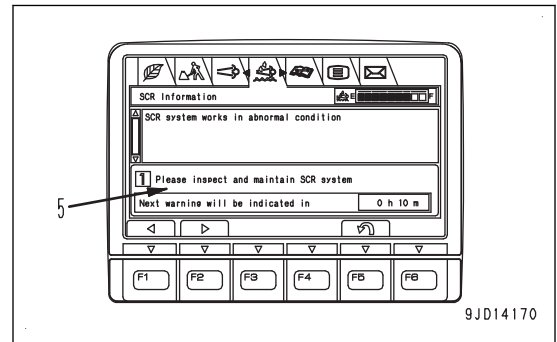 SCR Information
E F
SCR system works in abnormal condition
1 Please inspect and maintain SCR system
Next warning will be indicated in 0 h 10 m
5
F1 F2 F3 F4 F5 F6
9JD14170